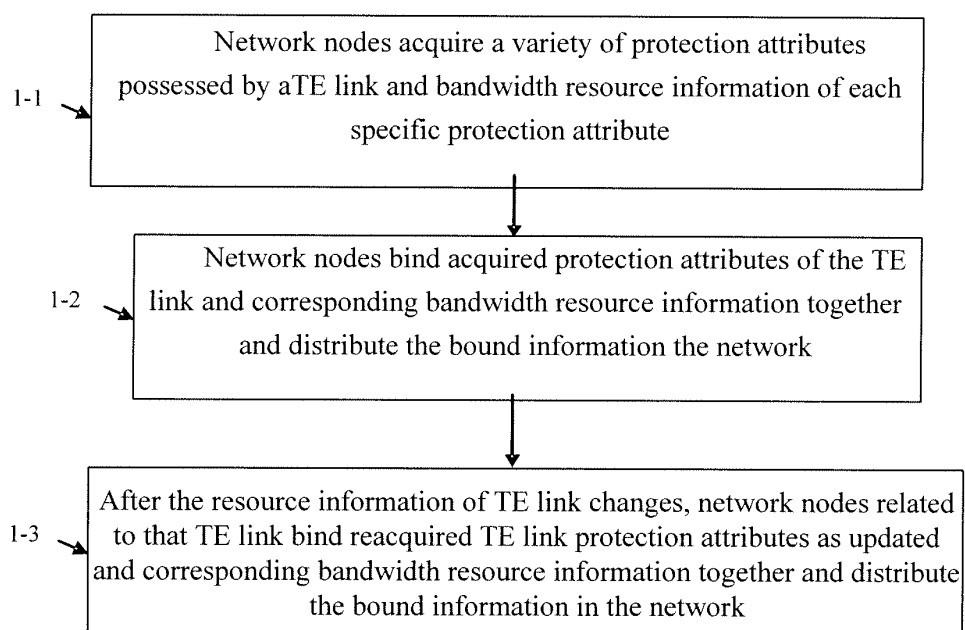 Network nodes acquire a variety of protection attributes
possessed by aTE link and bandwidth resource information of each
specific protection attribute
1-1
Network nodes bind acquired protection attributes of the TE
link and corresponding bandwidth resource information together
and distribute the bound information the network
1-2
After the resource information of TE link changes, network nodes related
to that TE link bind reacquired TE link protection attributes as updated
and corresponding bandwidth resource information together and distribute
the bound information in the network
1-3